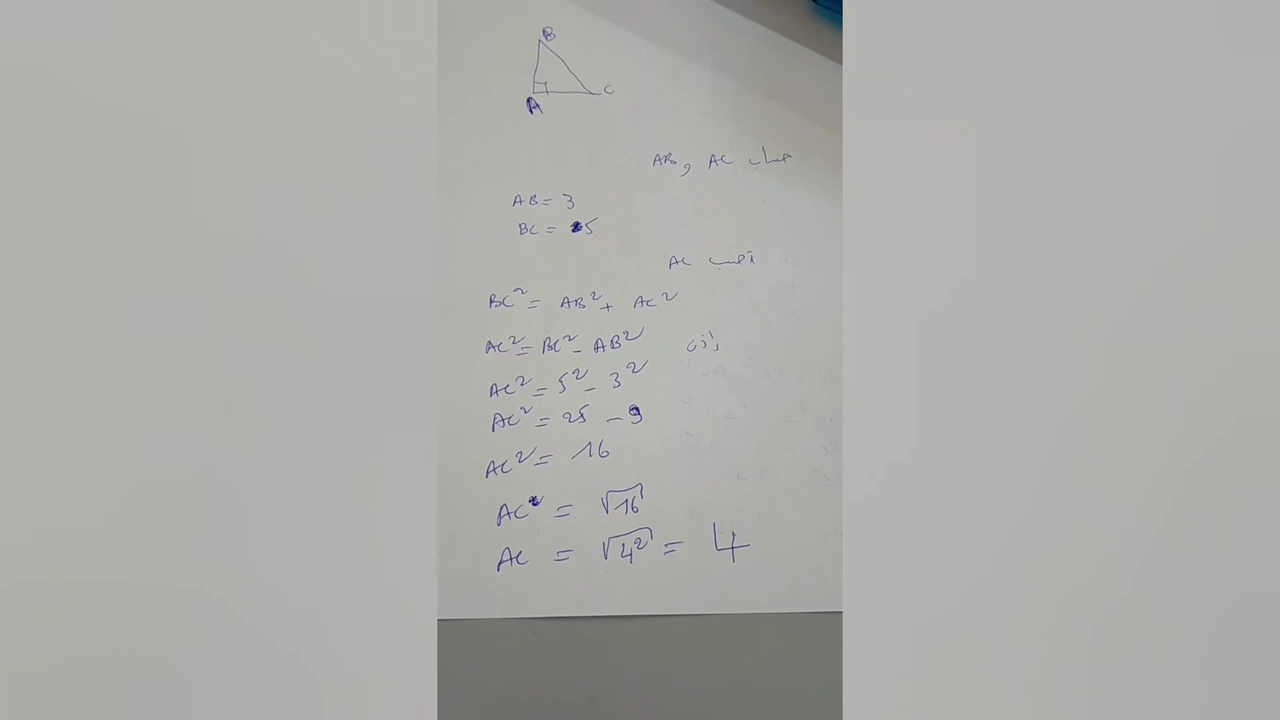 B
A
C
حساب AC و AB
AB = 3
BC = 5
أحسب AC
BC² = AB² + AC²
AC² = BC² - AB² إذن
AC² = 5² - 3²
AC² = 25 - 9
AC² = 16
AC = √16
AC = √4² = 4